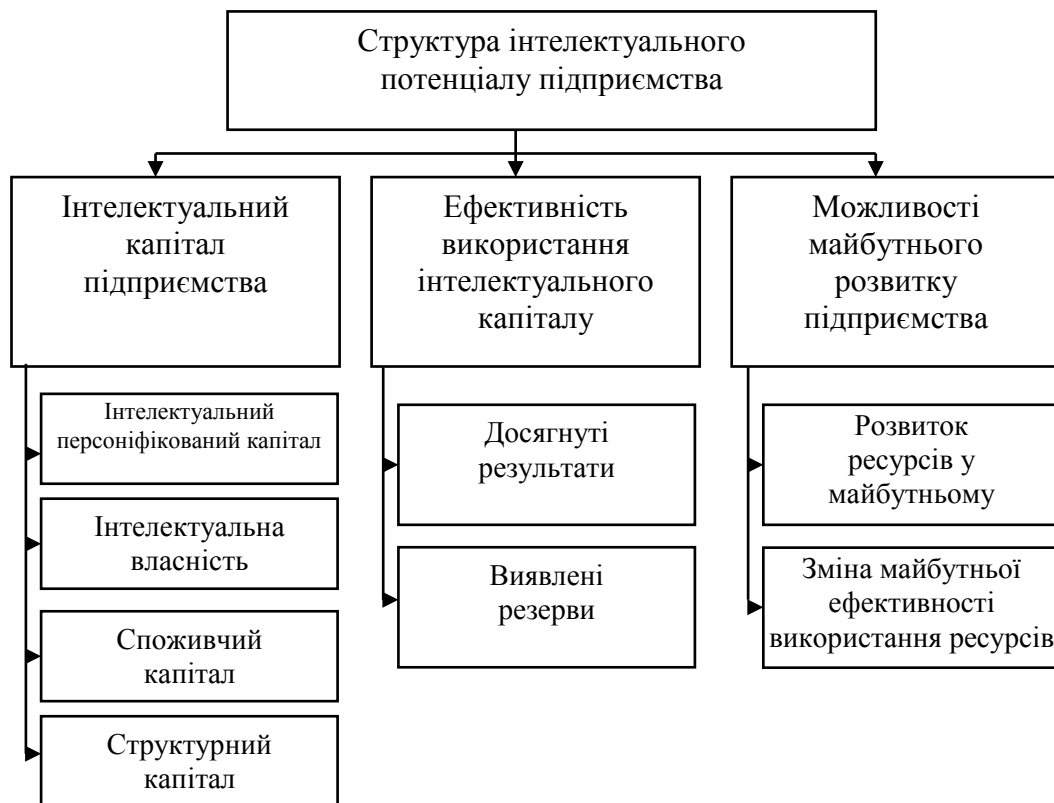 Структура інтелектуального
потенціалу підприємства
Інтелектуальний
капітал
підприємства
Ефективність
використання
інтелектуального
капіталу
Можливості
майбутнього
розвитку
підприємства
Інтелектуальний
персоніфікований капітал
Інтелектуальна
власність
Споживчий
капітал
Структурний
капітал
Досягнуті
результати
Виявлені
резерви
Розвиток
ресурсів у
майбутньому
Зміна майбутньої
ефективності
використання ресурсів